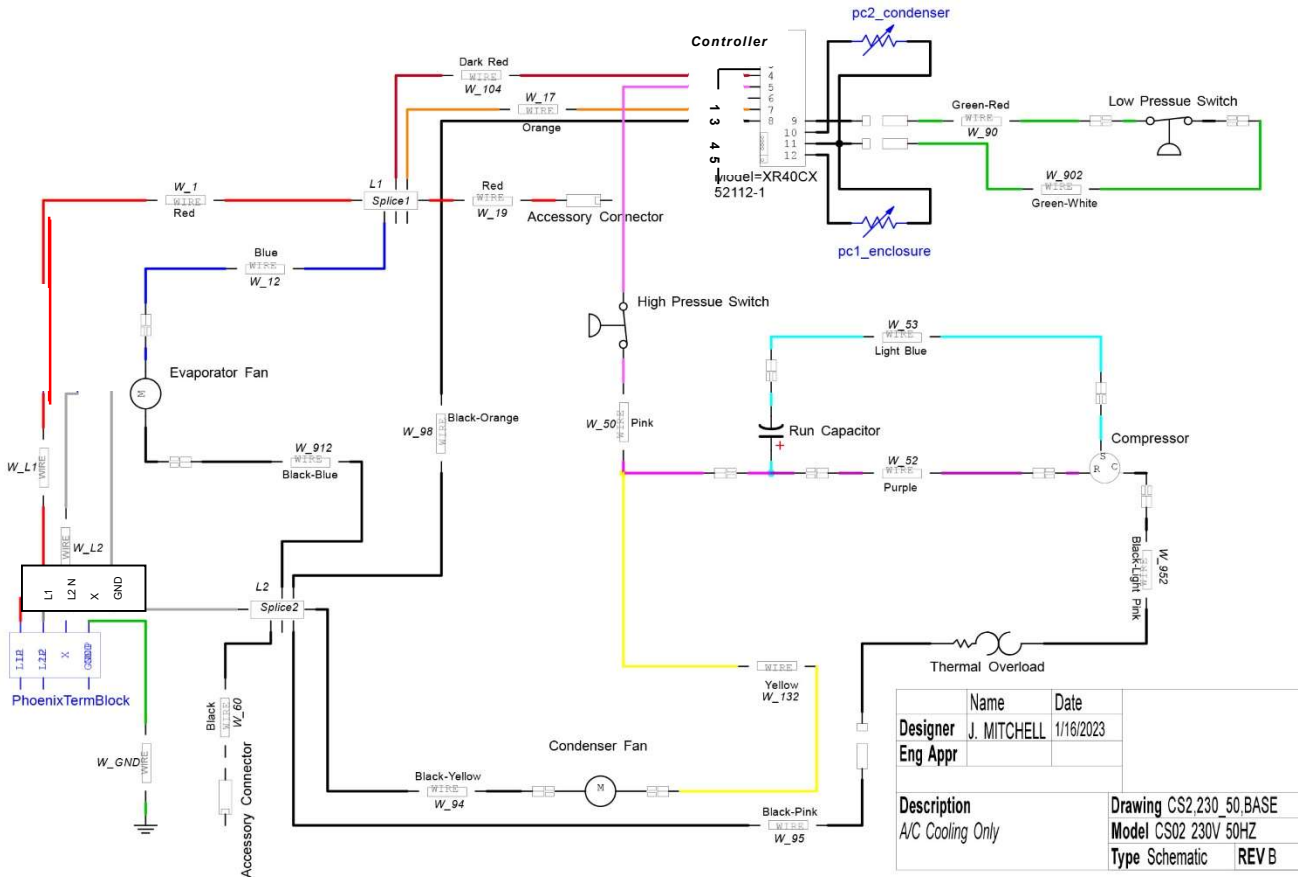 pc2_condenser
Controller
Dark Red
WIRE
W_104
4
5
6
7
8
W_17
WIRE
Orange
1
3
4
5
9
10
11
12
Green-Red
WIRE
W_90
Low Pressue Switch
Model=XR40CX
52112-1
W_902
WIRE
Green-White
pc1_enclosure
W_1
WIRE
Red
L1
Splice1
Red
WIRE
W_19
Accessory Connector
Blue
WIRE
W_12
High Pressue Switch
W_53
WIRE
Light Blue
Evaporator Fan
M
W_98
WIRE
Black-Orange
W_50
WIRE
Pink
Run Capacitor
+
Compressor
S
R
C
W_912
WIRE
Black-Blue
W_52
WIRE
Purple
W_L1
WIRE
W_L2
WIRE
Black-Light Pink
WIRE
W_952
L1
L2 N
X
GND
L2
Splice2
X
PhoenixTermBlock
Thermal Overload
WIRE
Yellow
W_132
Black
WIRE
W_60
W_GND
WIRE
Accessory Connector
Condenser Fan
M
Black-Yellow
WIRE
W_94
Black-Pink
WIRE
W_95
Name Date
Designer J. MITCHELL 1/16/2023
Eng Appr
Description
A/C Cooling Only
Drawing CS2,230_50,BASE
Model CS02 230V 50HZ
Type Schematic REV B